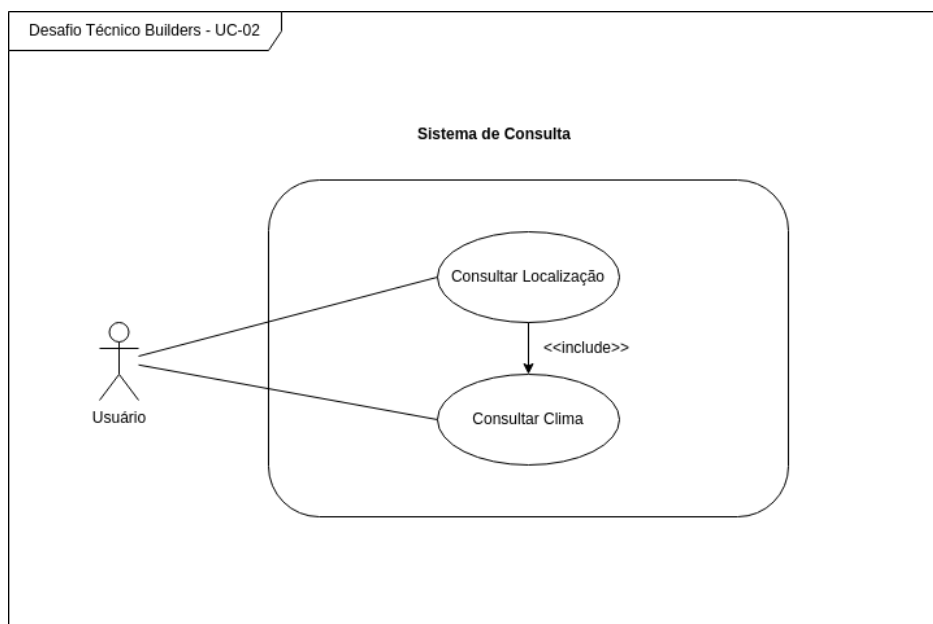 Desafio Técnico Builders - UC-02
Sistema de Consulta
Consultar Localização
<<include>>
Consultar Clima
Usuário